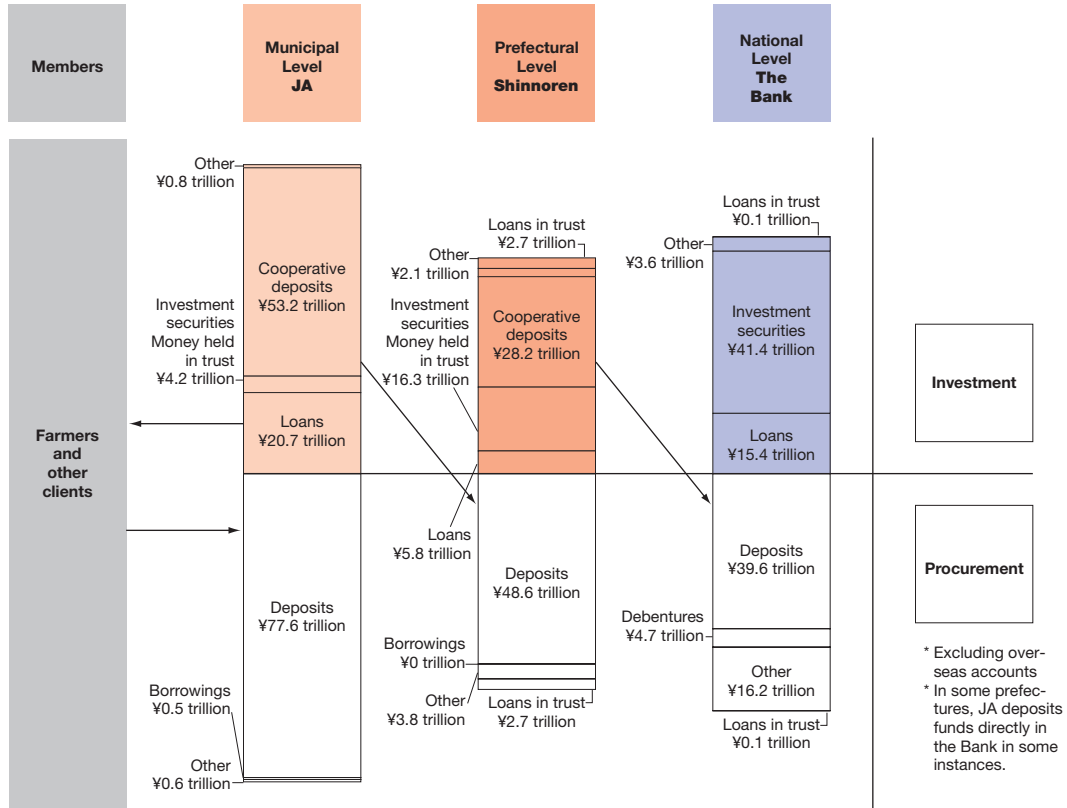 Members
Municipal
Level
JA
Prefectural
Level
Shinnoren
National
Level
The
Bank
Farmers
and
other
clients
Other
¥0.8 trillion
Cooperative
deposits
¥53.2 trillion
Investment
securities
Money held
in trust
¥4.2 trillion
Loans
¥20.7 trillion
Deposits
¥77.6 trillion
Borrowings
¥0.5 trillion
Other
¥0.6 trillion
Loans in trust
¥2.7 trillion
Other
¥2.1 trillion
Cooperative
deposits
¥28.2 trillion
Investment
securities
Money held
in trust
¥16.3 trillion
Loans
¥5.8 trillion
Deposits
¥48.6 trillion
Borrowings
¥0 trillion
Other
¥3.8 trillion
Loans in trust
¥2.7 trillion
Loans in trust
¥0.1 trillion
Other
¥3.6 trillion
Investment
securities
¥41.4 trillion
Loans
¥15.4 trillion
Deposits
¥39.6 trillion
Debentures
¥4.7 trillion
Other
¥16.2 trillion
Loans in trust
¥0.1 trillion
Investment
Procurement
* Excluding over-
seas accounts
* In some prefec-
tures, JA deposits
funds directly in
the Bank in some
instances.